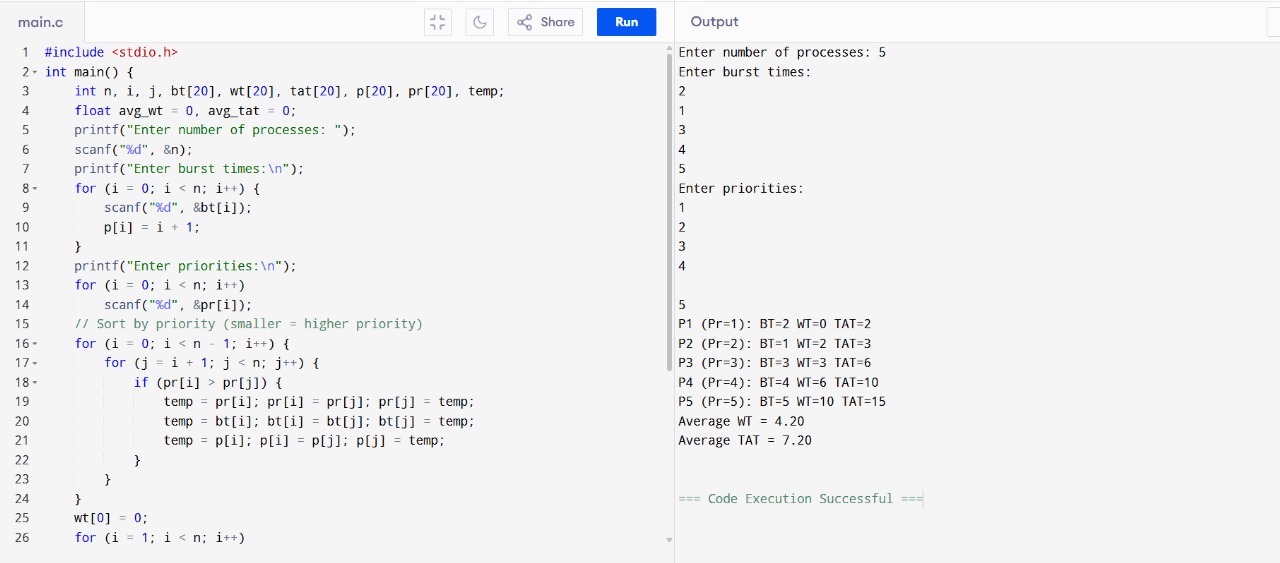 main.c
Share
Run
Output
1 #include <stdio.h>
2 int main() {
3 int n, i, j, bt[20], wt[20], tat[20], p[20], pr[20], temp;
4 float avg_wt = 0, avg_tat = 0;
5 printf("Enter number of processes: ");
6 scanf("%d", &n);
7 printf("Enter burst times:\n");
8 for (i = 0; i < n; i++) {
9 scanf("%d", &bt[i]);
10 p[i] = i + 1;
11 }
12 printf("Enter priorities:\n");
13 for (i = 0; i < n; i++)
14 scanf("%d", &pr[i]);
15 // Sort by priority (smaller = higher priority)
16 for (i = 0; i < n - 1; i++) {
17 for (j = i + 1; j < n; j++) {
18 if (pr[i] > pr[j]) {
19 temp = pr[i]; pr[i] = pr[j]; pr[j] = temp;
20 temp = bt[i]; bt[i] = bt[j]; bt[j] = temp;
21 temp = p[i]; p[i] = p[j]; p[j] = temp;
22 }
23 }
24 }
25 wt[0] = 0;
26 for (i = 1; i < n; i++)
Enter number of processes: 5
Enter burst times:
2
1
3
4
5
Enter priorities:
1
2
3
4
5
P1 (Pr=1): BT=2 WT=0 TAT=2
P2 (Pr=2): BT=1 WT=2 TAT=3
P3 (Pr=3): BT=3 WT=3 TAT=6
P4 (Pr=4): BT=4 WT=6 TAT=10
P5 (Pr=5): BT=5 WT=10 TAT=15
Average WT = 4.20
Average TAT = 7.20
=== Code Execution Successful ===